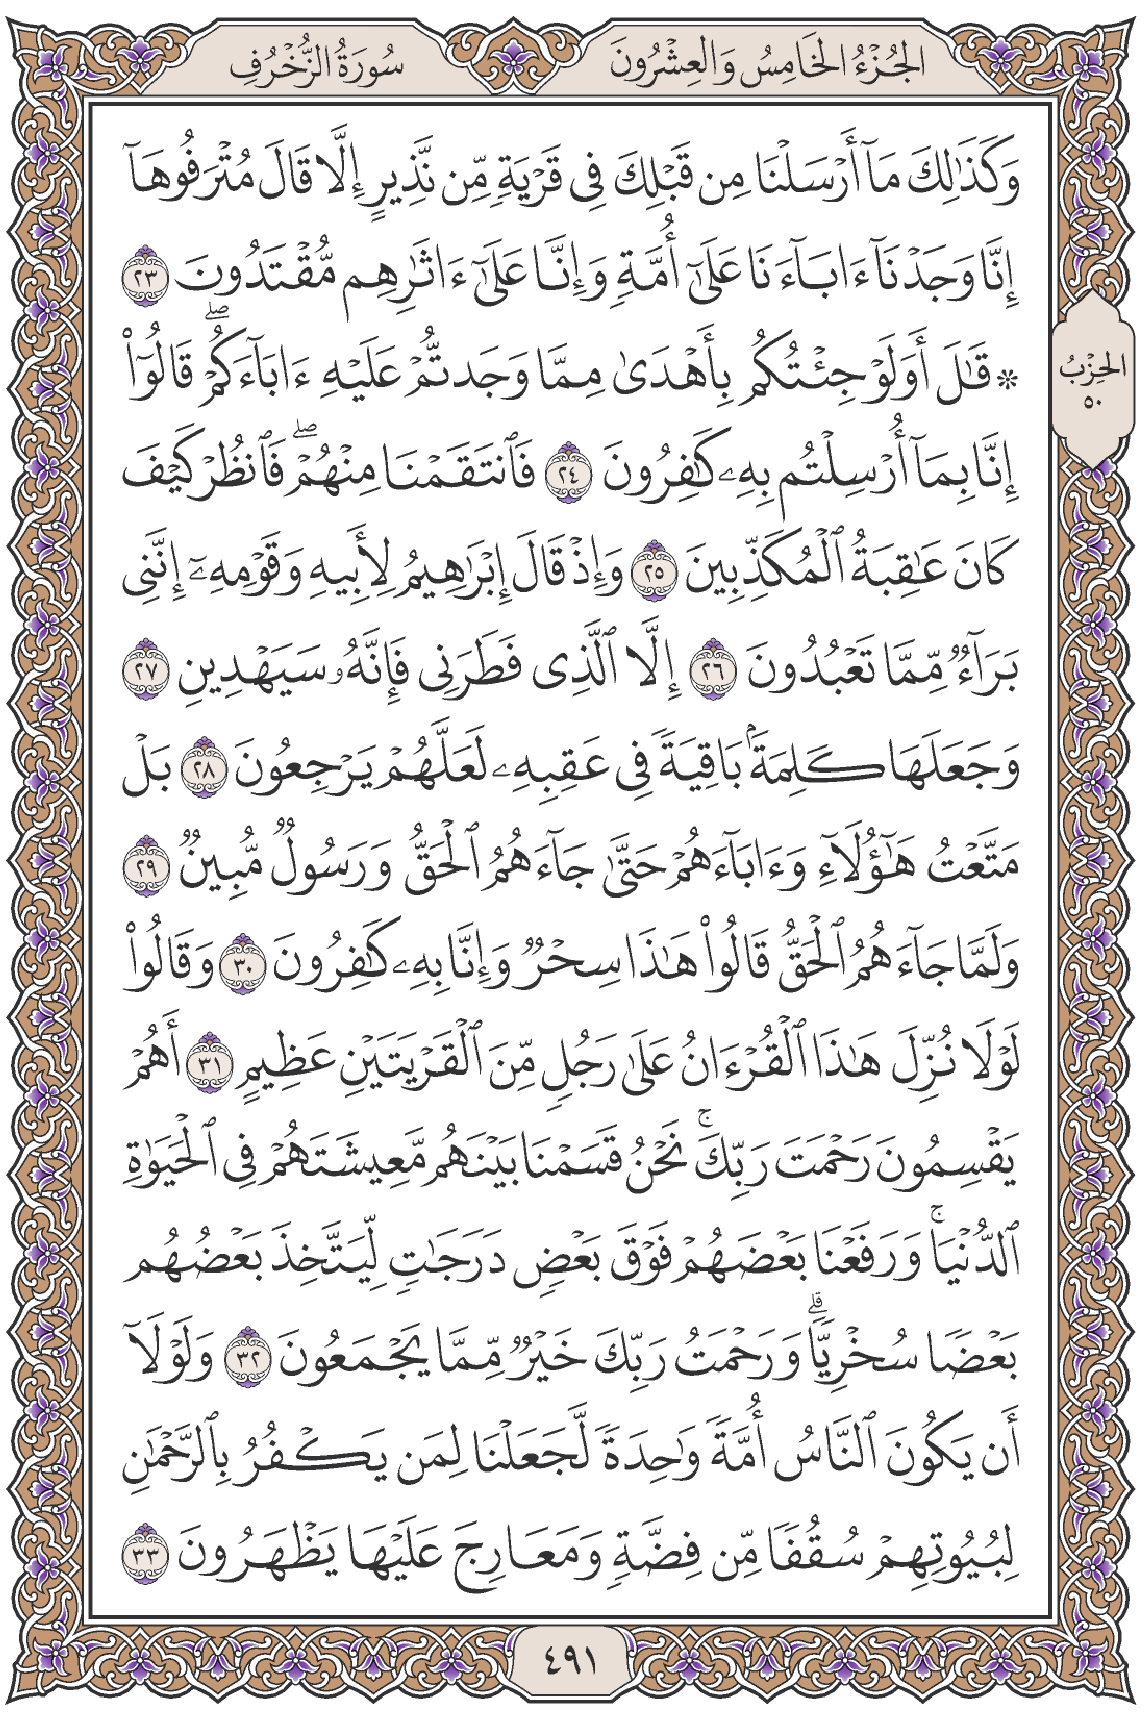 الجُزْءُ الخَامِسُ وَالْعِشْرُونَ
سُورَةُ الزُّخْرُفِ
وَكَذَٰلِكَ مَآ أَرْسَلْنَا مِن قَبْلِكَ فِى قَرْيَةٍ مِّن نَّذِيرٍ إِلَّا قَالَ مُتْرَفُوهَآ
إِنَّا وَجَدْنَآ ءَابَآءَنَا عَلَىٰٓ أُمَّةٍ وَإِنَّا عَلَىٰٓ ءَاثَٰرِهِم مُّقْتَدُونَ ٢٣
۞ قَٰلَ أَوَلَوْ جِئْتُكُم بِأَهْدَىٰ مِمَّا وَجَدتُّمْ عَلَيْهِ ءَابَآءَكُمْۖ قَالُوٓا۟
إِنَّا بِمَآ أُرْسِلْتُم بِهِۦ كَٰفِرُونَ ٢٤ فَٱنتَقَمْنَا مِنْهُمْۖ فَٱنظُرْ كَيْفَ
كَانَ عَٰقِبَةُ ٱلْمُكَذِّبِينَ ٢٥ وَإِذْ قَالَ إِبْرَٰهِيمُ لِأَبِيهِ وَقَوْمِهِۦٓ إِنَّنِى
بَرَآءٌ مِّمَّا تَعْبُدُونَ ٢٦ إِلَّا ٱلَّذِى فَطَرَنِى فَإِنَّهُۥ سَيَهْدِينِ ٢٧
وَجَعَلَهَا كَلِمَةًۢ بَاقِيَةً فِى عَقِبِهِۦ لَعَلَّهُمْ يَرْجِعُونَ ٢٨ بَلْ
مَتَّعْتُ هَٰٓؤُلَآءِ وَءَابَآءَهُمْ حَتَّىٰ جَآءَهُمُ ٱلْحَقُّ وَرَسُولٌ مُّبِينٌ ٢٩
وَلَمَّا جَآءَهُمُ ٱلْحَقُّ قَالُوا۟ هَٰذَا سِحْرٌ وَإِنَّا بِهِۦ كَٰفِرُونَ ٣٠ وَقَالُوا۟
لَوْلَا نُزِّلَ هَٰذَا ٱلْقُرْءَانُ عَلَىٰ رَجُلٍ مِّنَ ٱلْقَرْيَتَيْنِ عَظِيمٍ ٣١ أَهُمْ
يَقْسِمُونَ رَحْمَتَ رَبِّكَۚ نَحْنُ قَسَمْنَا بَيْنَهُم مَّعِيشَتَهُمْ فِى ٱلْحَيَوٰةِ
ٱلدُّنْيَاۚ وَرَفَعْنَا بَعْضَهُمْ فَوْقَ بَعْضٍ دَرَجَٰتٍ لِّيَتَّخِذَ بَعْضُهُم
بَعْضًا سُخْرِيًّاۗ وَرَحْمَتُ رَبِّكَ خَيْرٌ مِّمَّا يَجْمَعُونَ ٣٢ وَلَوْلَآ
أَن يَكُونَ ٱلنَّاسُ أُمَّةً وَٰحِدَةً لَّجَعَلْنَا لِمَن يَكْفُرُ بِٱلرَّحْمَٰنِ
لِبُيُوتِهِمْ سُقُفًا مِّن فِضَّةٍ وَمَعَارِجَ عَلَيْهَا يَظْهَرُونَ ٣٣
الحِزْبُ
٥٠
٤٩١